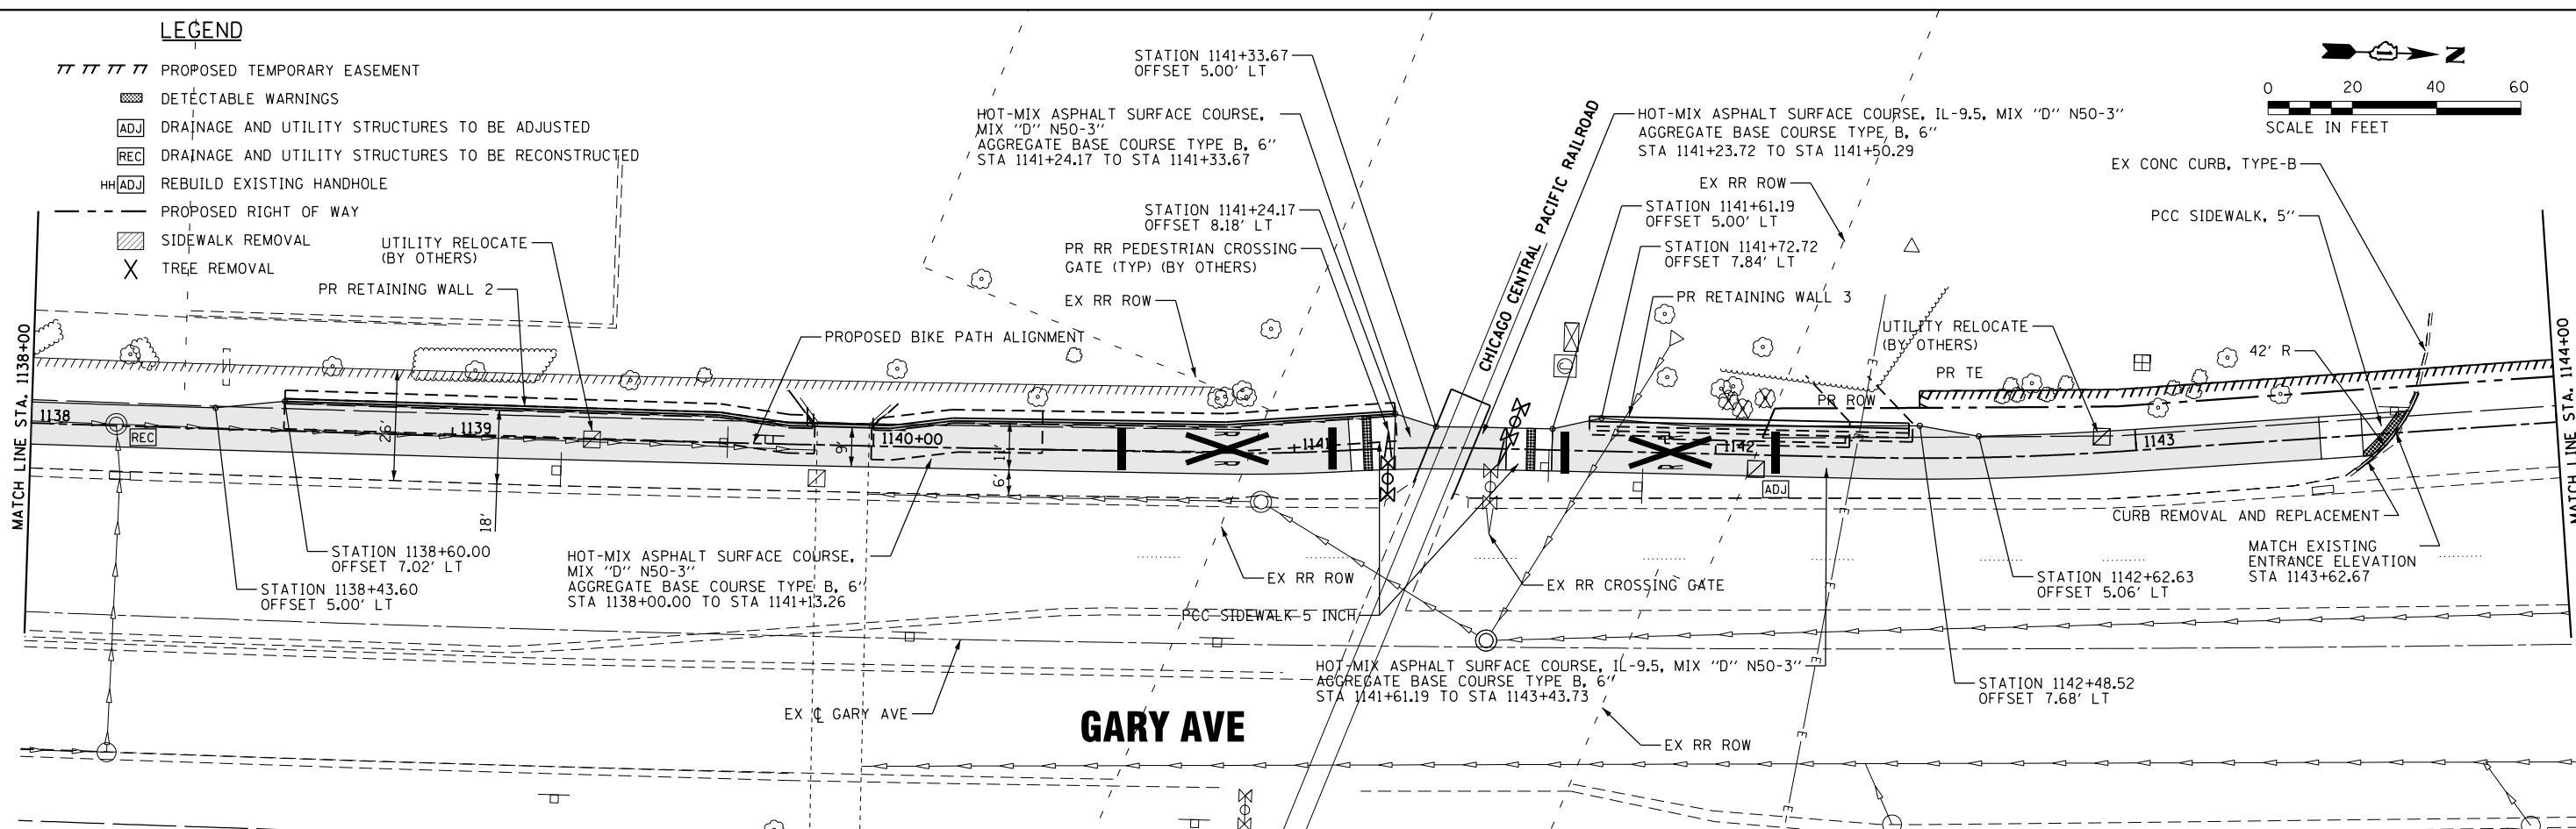 LEGEND
PROPOSED TEMPORARY EASEMENT
DETECTABLE WARNINGS
ADJ DRAINAGE AND UTILITY STRUCTURES TO BE ADJUSTED
REC DRAINAGE AND UTILITY STRUCTURES TO BE RECONSTRUCTED
HH ADJ REBUILD EXISTING HANDHOLE
PROPOSED RIGHT OF WAY
SIDEWALK REMOVAL
TREE REMOVAL
UTILITY RELOCATE
(BY OTHERS)
PR RETAINING WALL 2
MATCH LINE STA. 1138+00
1138
REC
26'
1139
18'
STATION 1138+60.00
OFFSET 7.02' LT
STATION 1138+43.60
OFFSET 5.00' LT
PROPOSED BIKE PATH ALIGNMENT
9'
1140+00
HOT-MIX ASPHALT SURFACE COURSE,
MIX "D" N50-3"
AGGREGATE BASE COURSE TYPE B, 6"
STA 1138+00.00 TO STA 1141+13.26
11'
6'
STATION 1141+33.67
OFFSET 5.00' LT
HOT-MIX ASPHALT SURFACE COURSE,
MIX "D" N50-3"
AGGREGATE BASE COURSE TYPE B, 6"
STA 1141+24.17 TO STA 1141+33.67
STATION 1141+24.17
OFFSET 8.18' LT
PR RR PEDESTRIAN CROSSING
GATE (TYP) (BY OTHERS)
EX RR ROW
R
R
1141
CHICAGO CENTRAL PACIFIC RAILROAD
HOT-MIX ASPHALT SURFACE COURSE, IL-9.5, MIX "D" N50-3"
AGGREGATE BASE COURSE TYPE B, 6"
STA 1141+23.72 TO STA 1141+50.29
EX RR ROW
STATION 1141+61.19
OFFSET 5.00' LT
STATION 1141+72.72
OFFSET 7.84' LT
PR RETAINING WALL 3
R
R
1142
ADJ
PR ROW
UTILITY RELOCATE
(BY OTHERS)
PR TE
N
0 20 40 60
SCALE IN FEET
EX CONC CURB, TYPE-B
PCC SIDEWALK, 5"
42' R
1143
MATCH LINE STA. 1144+00
CURB REMOVAL AND REPLACEMENT
MATCH EXISTING
ENTRANCE ELEVATION
STA 1143+62.67
STATION 1142+62.63
OFFSET 5.06' LT
STATION 1142+48.52
OFFSET 7.68' LT
EX RR ROW
EX RR CROSSING GATE
PCC SIDEWALK 5 INCH
HOT-MIX ASPHALT SURFACE COURSE, IL-9.5, MIX "D" N50-3"
AGGREGATE BASE COURSE TYPE B, 6"
STA 1141+61.19 TO STA 1143+43.73
EX ℄ GARY AVE
GARY AVE
EX RR ROW
E
E
E
E
E
E
E